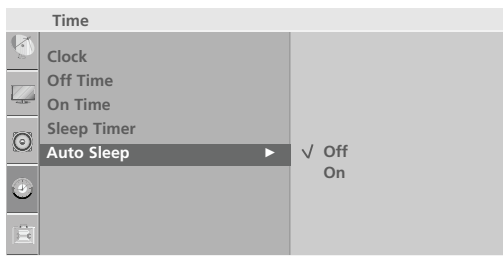 Time
Clock
Off Time
On Time
Sleep Timer
Auto Sleep ► √ Off
On